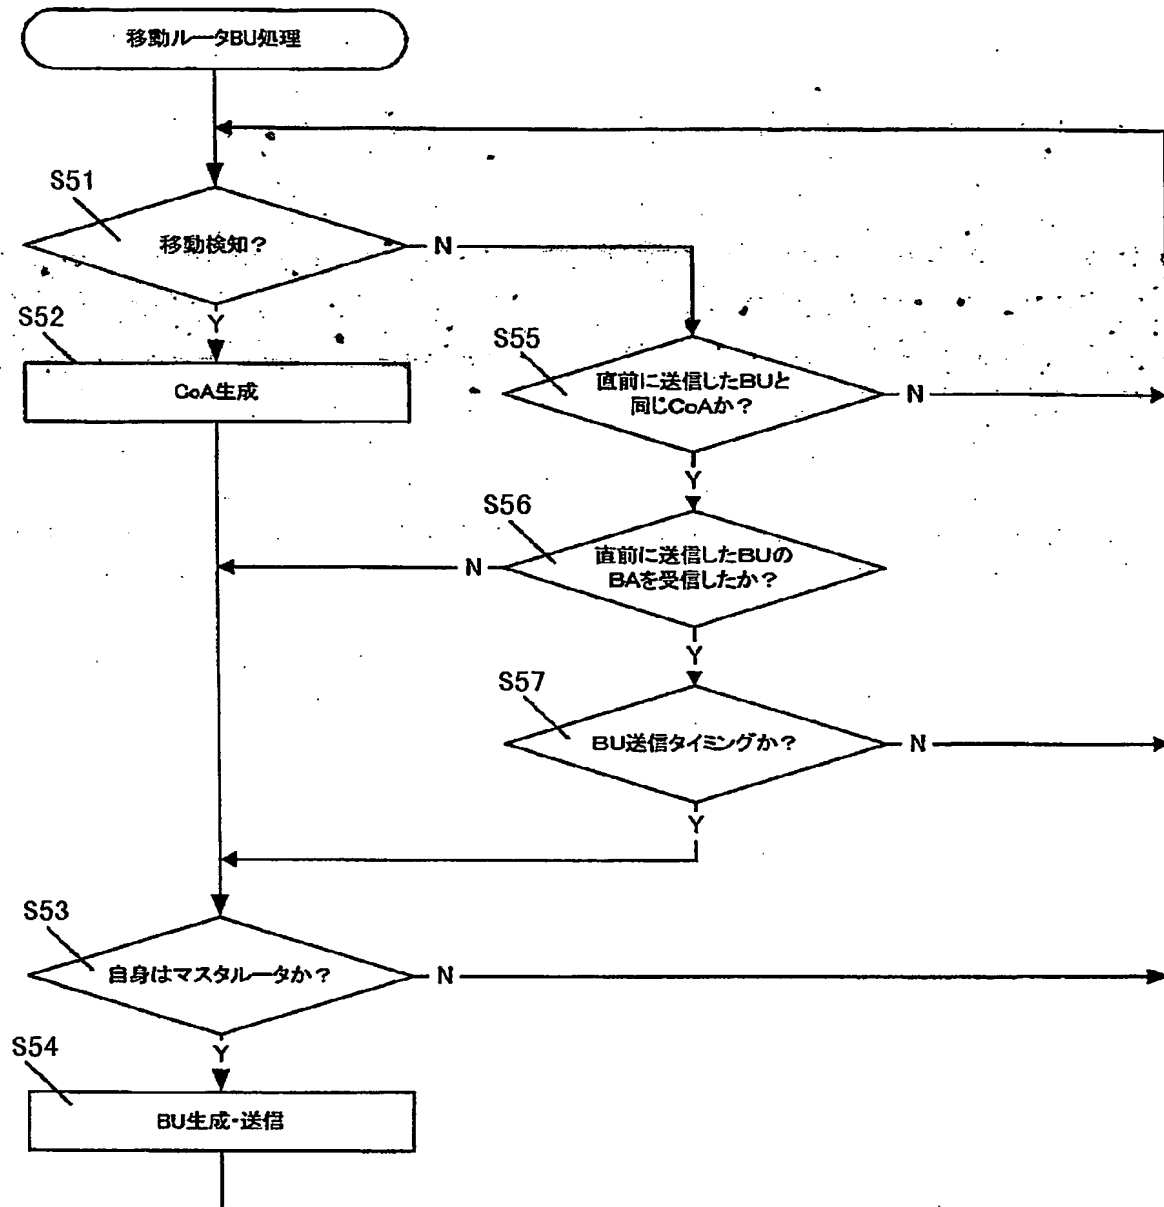 移動ルータBU処理
S51
移動検知?
N
Y
S52
CoA生成
S55
直前に送信したBUと
同じCoAか?
N
Y
S56
直前に送信したBUの
BAを受信したか?
N
Y
S57
BU送信タイミングか?
N
Y
S53
自身はマスタルータか?
N
Y
S54
BU生成・送信